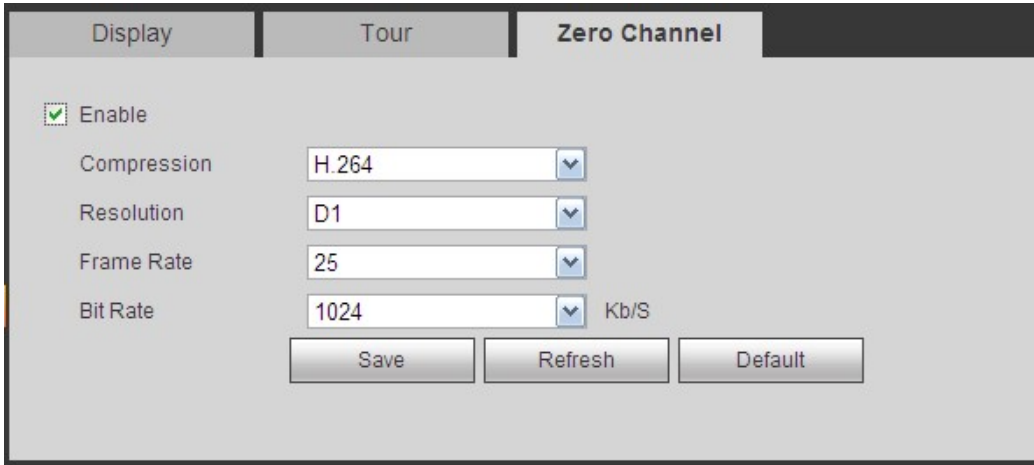 Display Tour Zero Channel
Enable
Compression H.264
Resolution D1
Frame Rate 25
Bit Rate 1024 Kb/S
Save Refresh Default